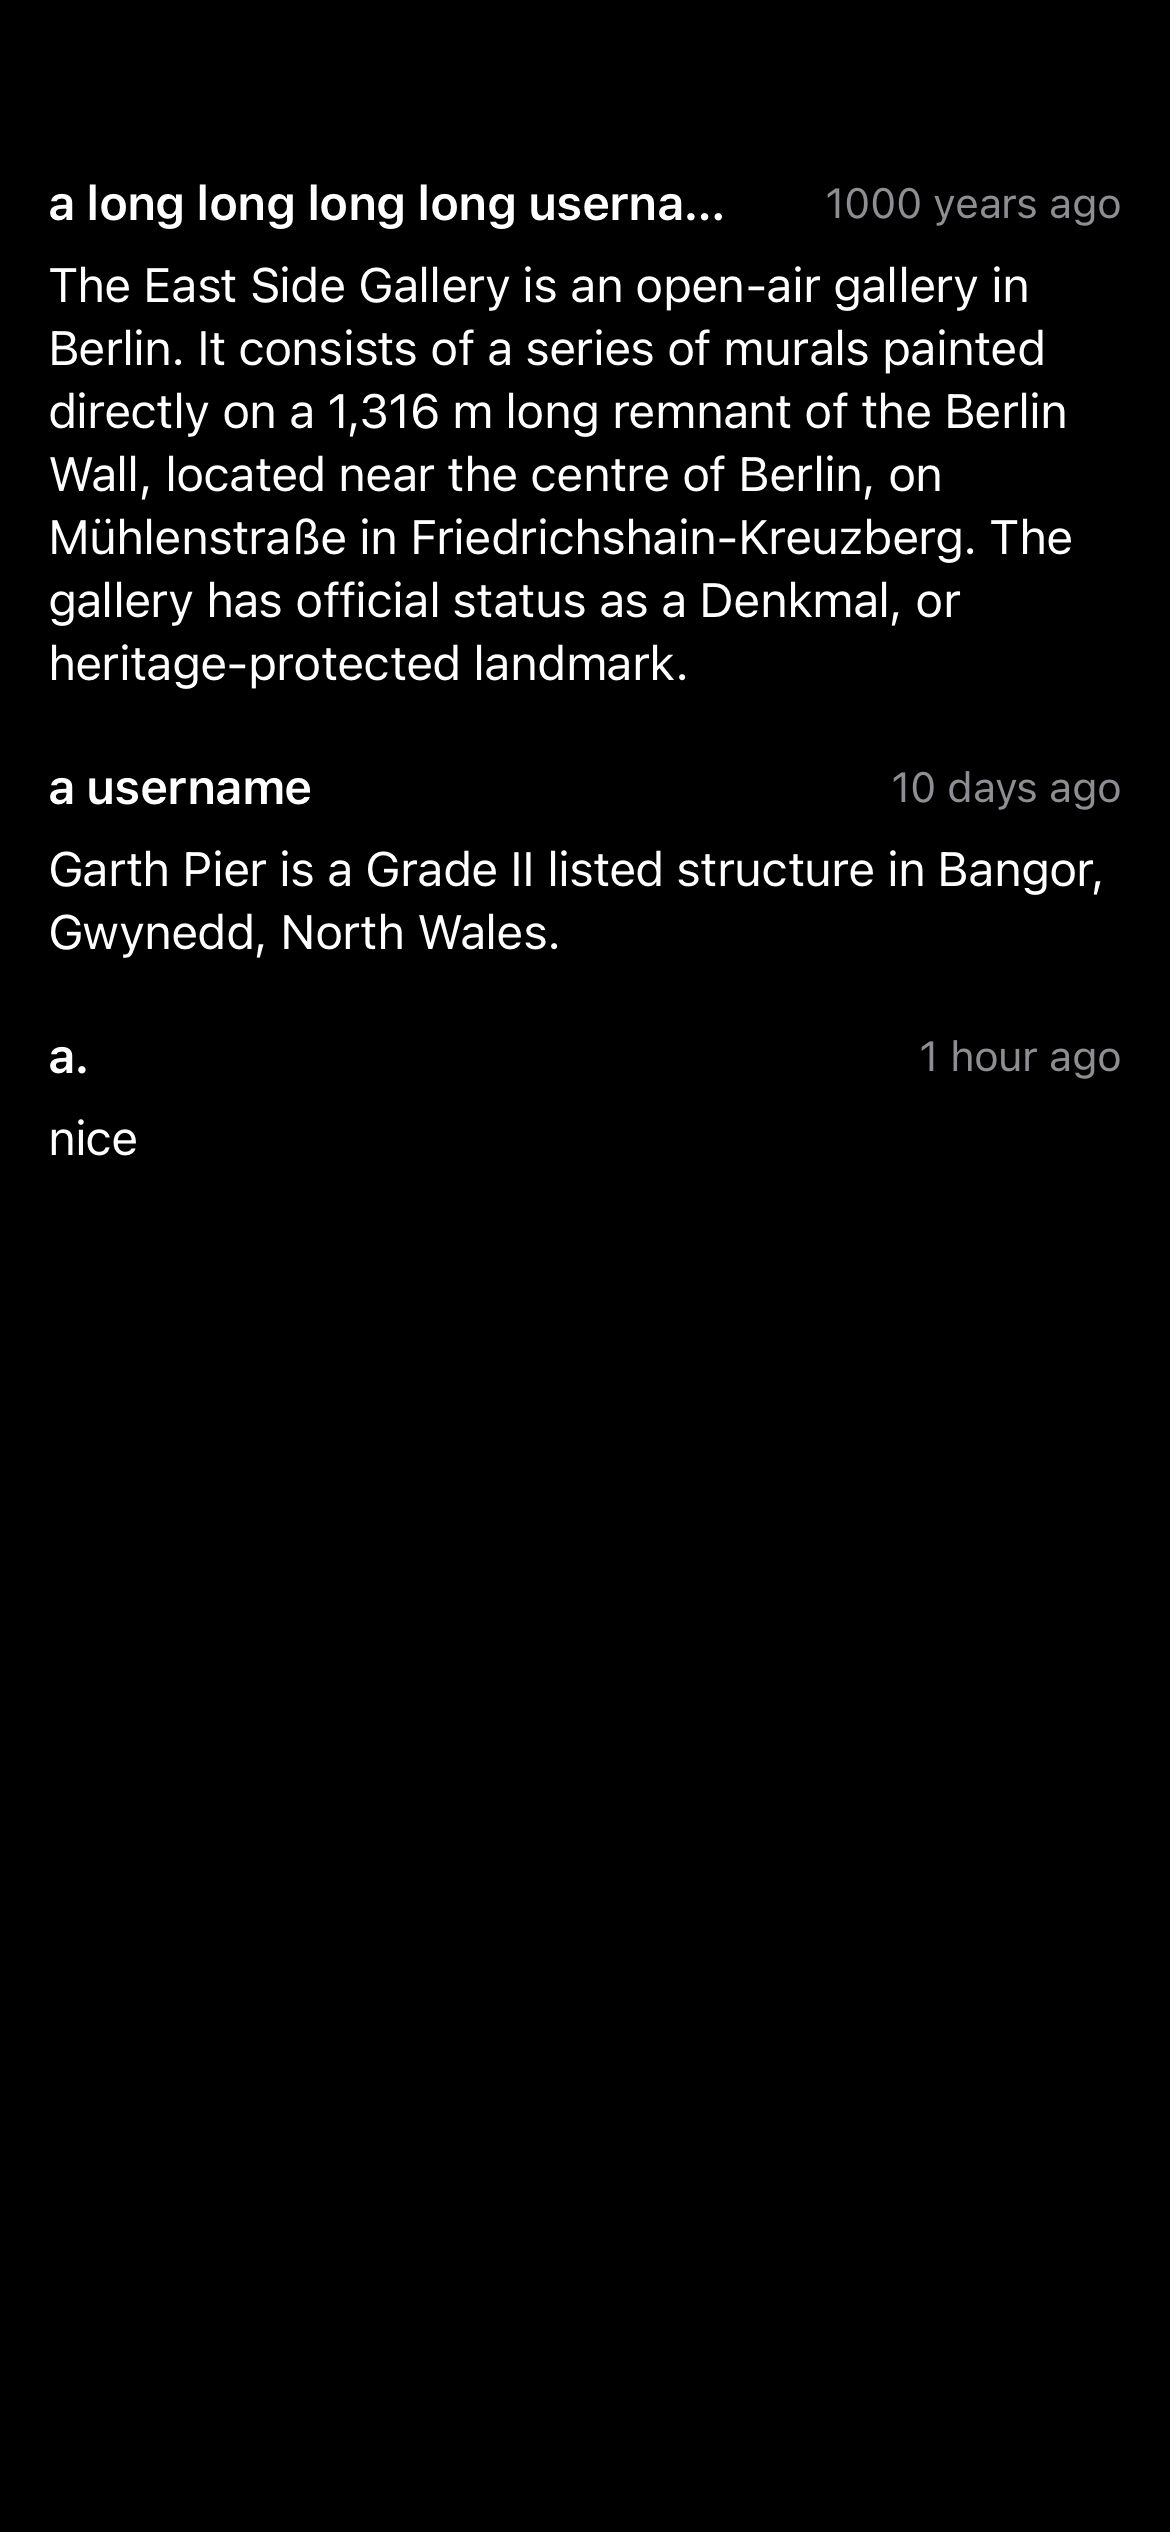 a long long long long userna...
1000 years ago
The East Side Gallery is an open-air gallery in
Berlin. It consists of a series of murals painted
directly on a 1,316 m long remnant of the Berlin
Wall, located near the centre of Berlin, on
Mühlenstraße in Friedrichshain-Kreuzberg. The
gallery has official status as a Denkmal, or
heritage-protected landmark.
a username
10 days ago
Garth Pier is a Grade II listed structure in Bangor,
Gwynedd, North Wales.
a.
1 hour ago
nice